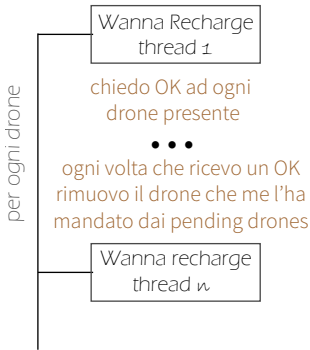 Wanna Recharge
thread 1
chiedo OK ad ogni
drone presente
•••
ogni volta che ricevo un OK
rimuovo il drone che me l'ha
mandato dai pending drones
Wanna recharge
thread n
per ogni drone